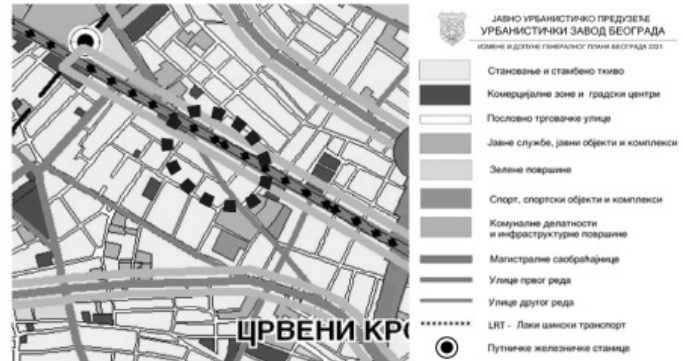 ЈАВНО УРБАНИСТИЧКО ПРЕДУЗЕЋЕ
УРБАНИСТИЧКИ ЗАВОД БЕОГРАДА
ИЗМЕНЕ И ДОПУНЕ ГЕНЕРАЛНОГ ПЛАНА БЕОГРАДА 2021
Становање и стамбено ткиво
Комерцијалне зоне и градски центри
Пословно трговачке улице
Јавне службе, јавни објекти и комплекси
Зелене површине
Спорт, спортски објекти и комплекси
Комуналне делатности
и инфраструктурне површине
Магистралне саобраћајнице
Улице првог реда
Улице другог реда
LRT - Лаки шински транспорт
Путничке железничке станице
ЦРВЕНИ КРС